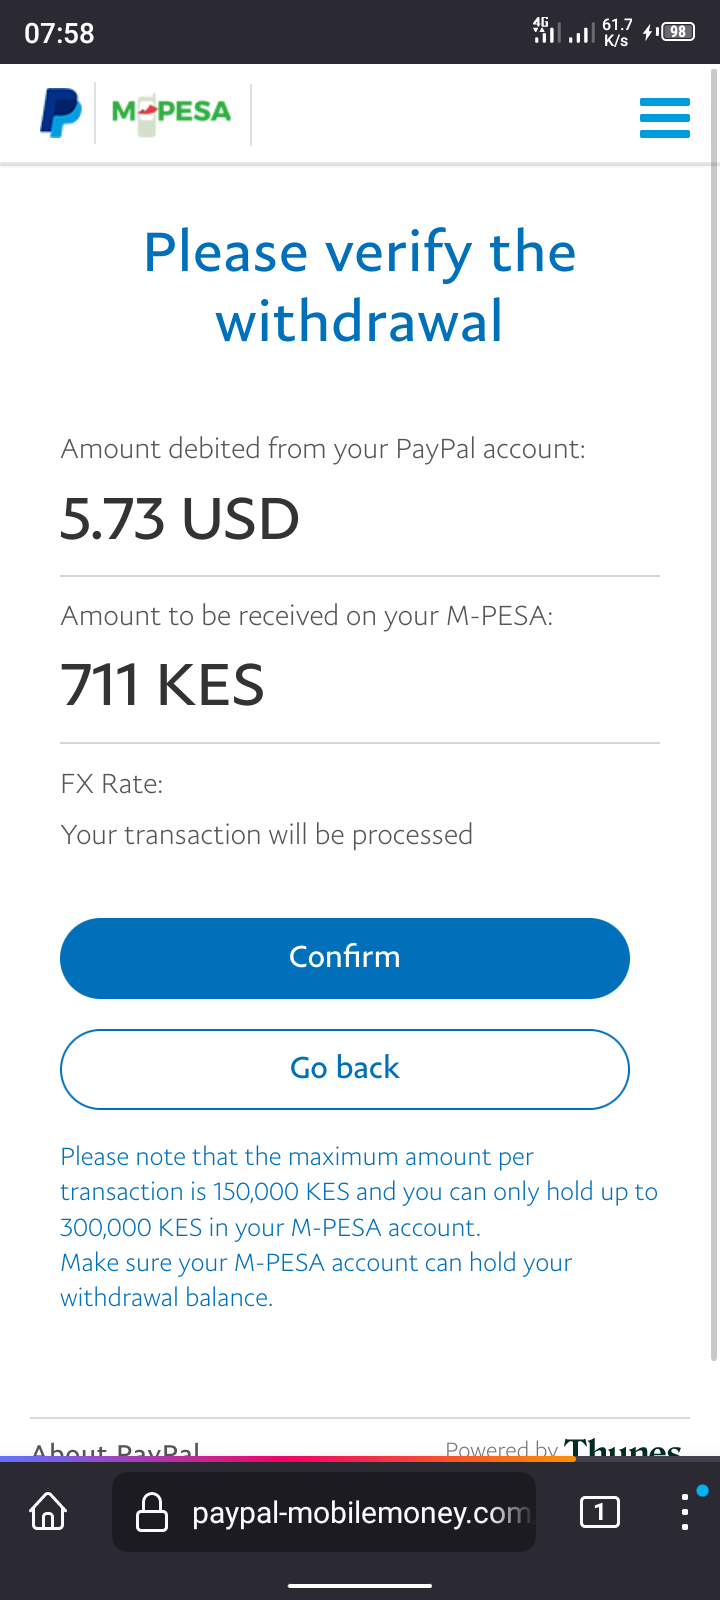 07:58
4G
61.7
K/s
98
M-PESA
Please verify the
withdrawal
Amount debited from your PayPal account:
5.73 USD
Amount to be received on your M-PESA:
711 KES
FX Rate:
Your transaction will be processed
Confirm
Go back
Please note that the maximum amount per
transaction is 150,000 KES and you can only hold up to
300,000 KES in your M-PESA account.
Make sure your M-PESA account can hold your
withdrawal balance.
About PayPal
Powered by Thunes
paypal-mobilemoney.com
1